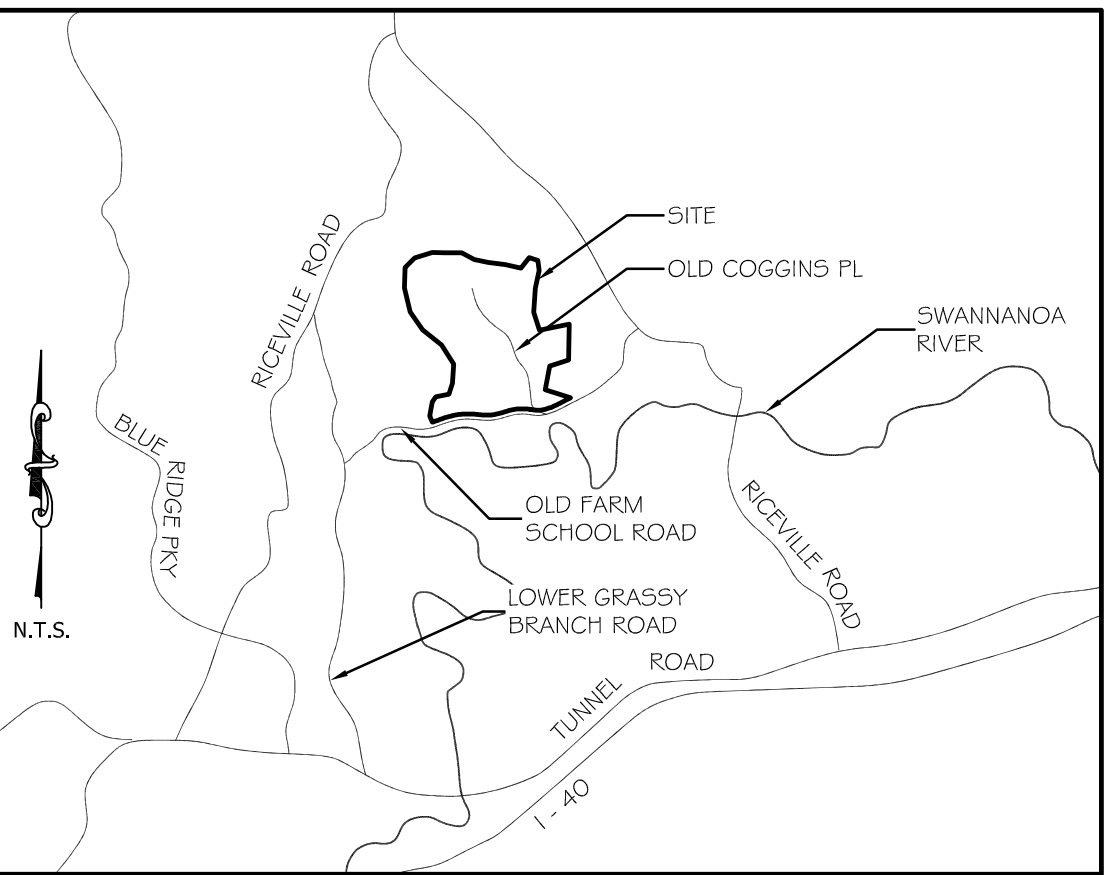 SITE
OLD COGGINS PL
SWANNANOA
RIVER
RICEVILLE ROAD
BLUE RIDGE PKY
OLD FARM
SCHOOL ROAD
RICEVILLE ROAD
LOWER GRASSY
BRANCH ROAD
N.T.S.
TUNNEL ROAD
I - 40